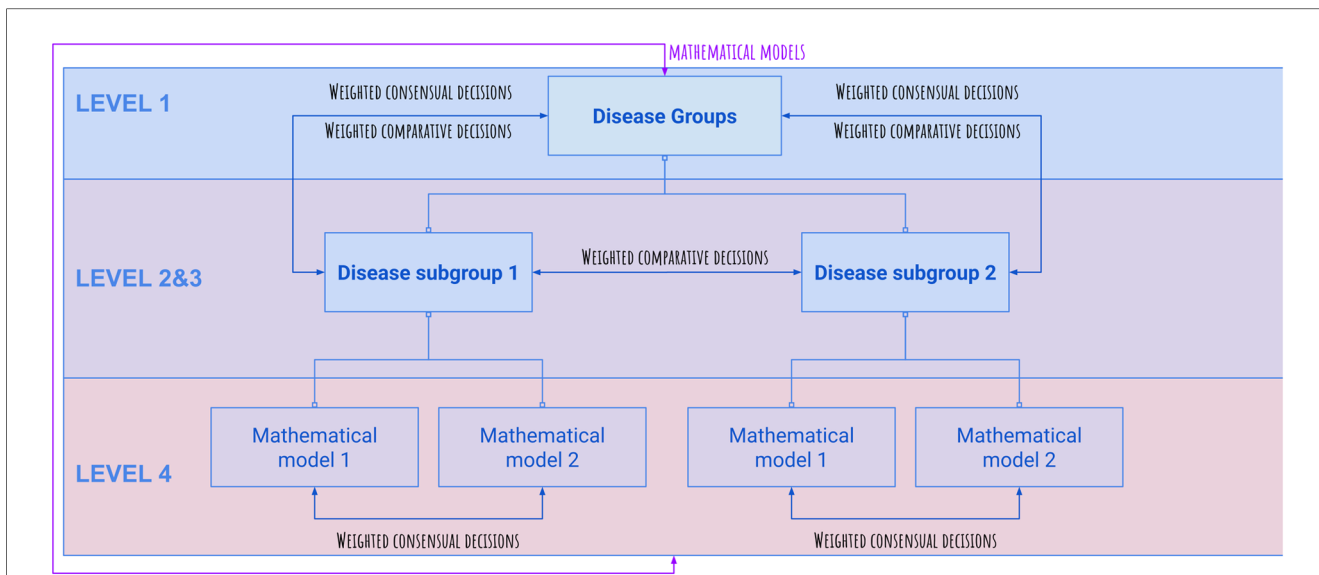 MATHEMATICAL MODELS
LEVEL 1
WEIGHTED CONSENSUAL DECISIONS
WEIGHTED COMPARATIVE DECISIONS
Disease Groups
WEIGHTED CONSENSUAL DECISIONS
WEIGHTED COMPARATIVE DECISIONS
LEVEL 2&3
Disease subgroup 1
WEIGHTED COMPARATIVE DECISIONS
Disease subgroup 2
LEVEL 4
Mathematical
model 1
Mathematical
model 2
Mathematical
model 1
Mathematical
model 2
WEIGHTED CONSENSUAL DECISIONS
WEIGHTED CONSENSUAL DECISIONS